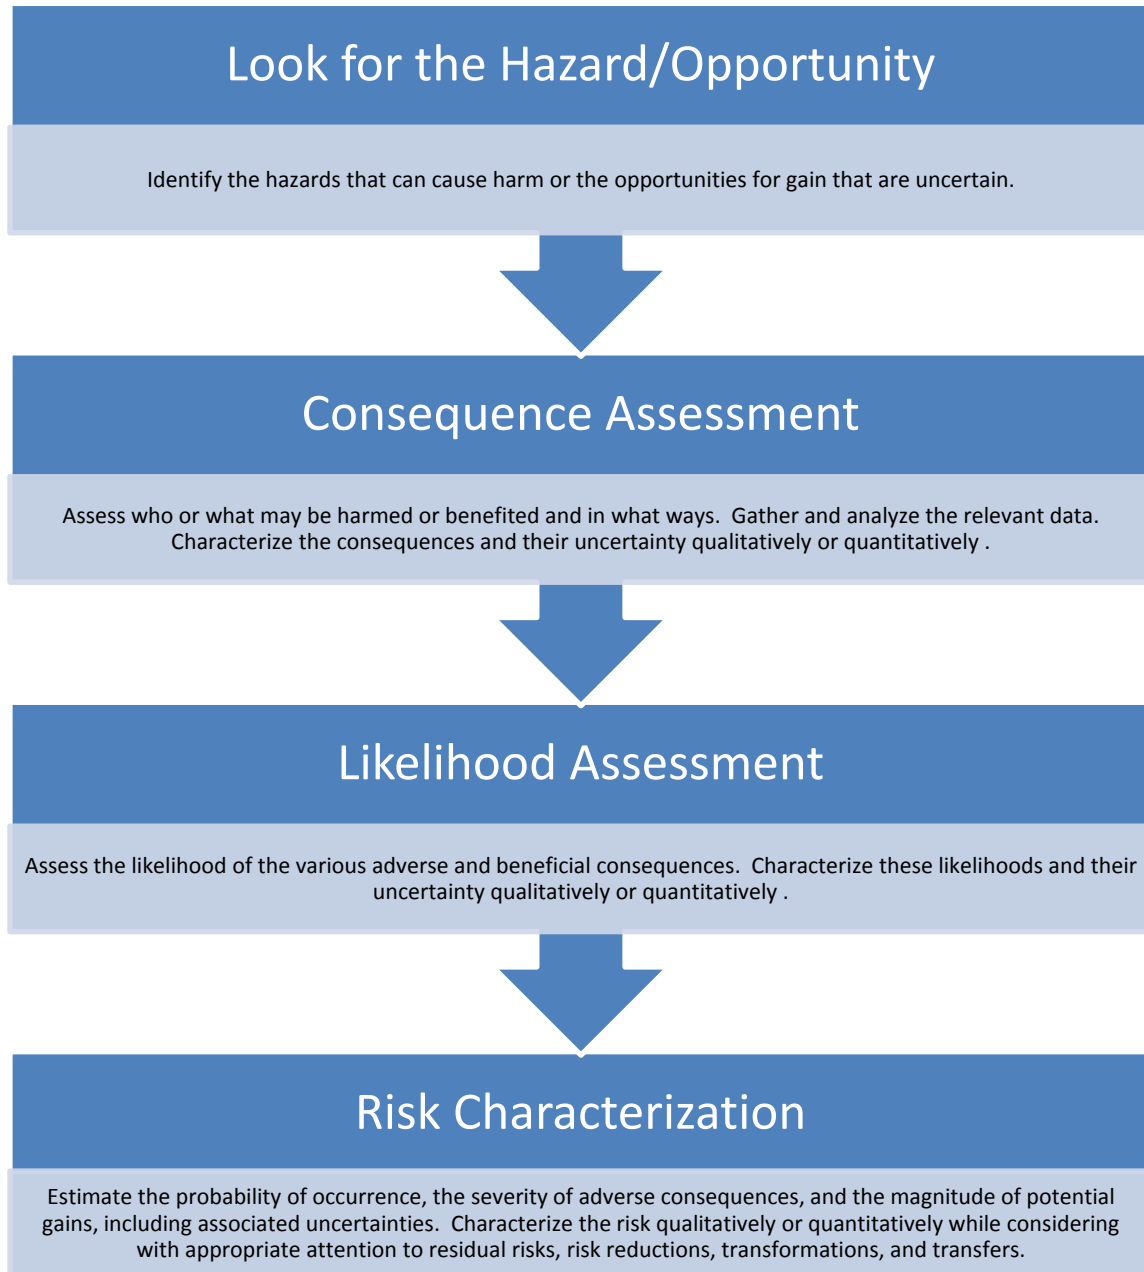 Look for the Hazard/Opportunity
Identify the hazards that can cause harm or the opportunities for gain that are uncertain.
Consequence Assessment
Assess who or what may be harmed or benefited and in what ways.  Gather and analyze the relevant data.
Characterize the consequences and their uncertainty qualitatively or quantitatively .
Likelihood Assessment
Assess the likelihood of the various adverse and beneficial consequences.  Characterize these likelihoods and their
uncertainty qualitatively or quantitatively .
Risk Characterization
Estimate the probability of occurrence, the severity of adverse consequences, and the magnitude of potential
gains, including associated uncertainties.  Characterize the risk qualitatively or quantitatively while considering
with appropriate attention to residual risks, risk reductions, transformations, and transfers.